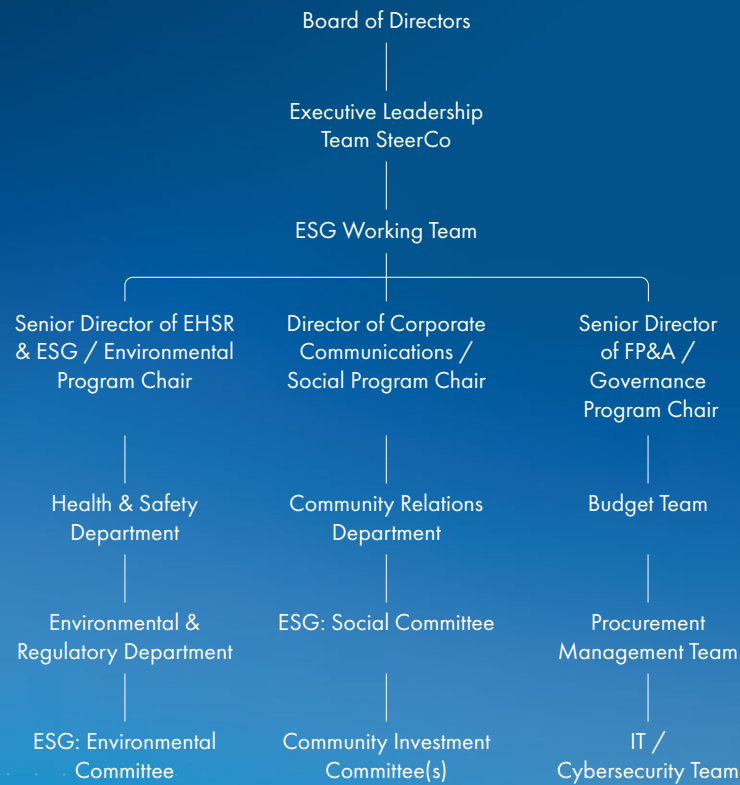 Board of Directors
Executive Leadership
Team SteerCo
ESG Working Team
Senior Director of EHSR
& ESG / Environmental
Program Chair
Director of Corporate
Communications /
Social Program Chair
Senior Director
of FP&A /
Governance
Program Chair
Health & Safety
Department
Community Relations
Department
Budget Team
Environmental &
Regulatory Department
ESG: Social Committee
Procurement
Management Team
ESG: Environmental
Committee
Community Investment
Committee(s)
IT /
Cybersecurity Team